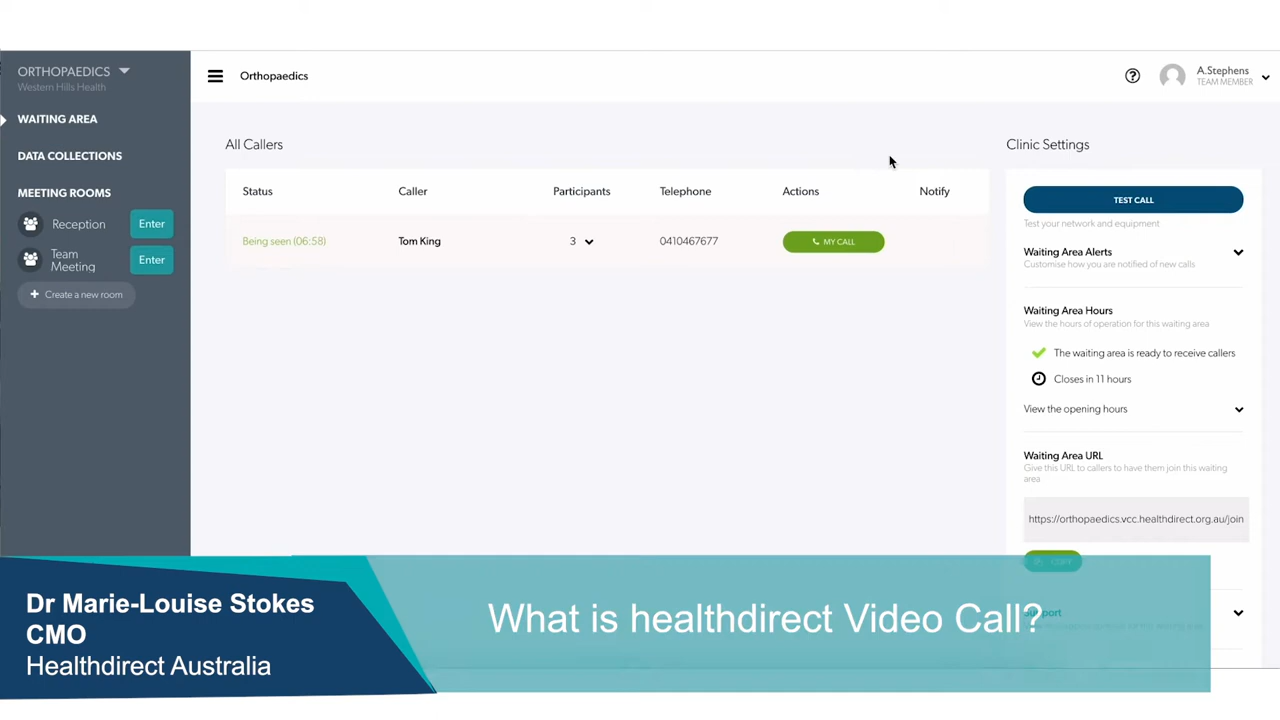 ORTHOPAEDICS
Western Hills Health
WAITING AREA
DATA COLLECTIONS
MEETING ROOMS
Reception Enter
Team Meeting Enter
Create a new room
Orthopaedics
A.Stephens
TEAM MEMBER
All Callers
Status Caller Participants Telephone Actions Notify
Being seen (06:58) Tom King 3 0410467677 MY CALL
Clinic Settings
TEST CALL
Test your network and equipment
Waiting Area Alerts
Customise how you are notified of new calls
Waiting Area Hours
View the hours of operation for this waiting area
The waiting area is ready to receive callers
Closes in 11 hours
View the opening hours
Waiting Area URL
Give this URL to callers to have them join this waiting
area
https://orthopaedics.vcc.healthdirect.org.au/join
COPY
Support
Dr Marie-Louise Stokes
CMO
Healthdirect Australia
What is healthdirect Video Call?